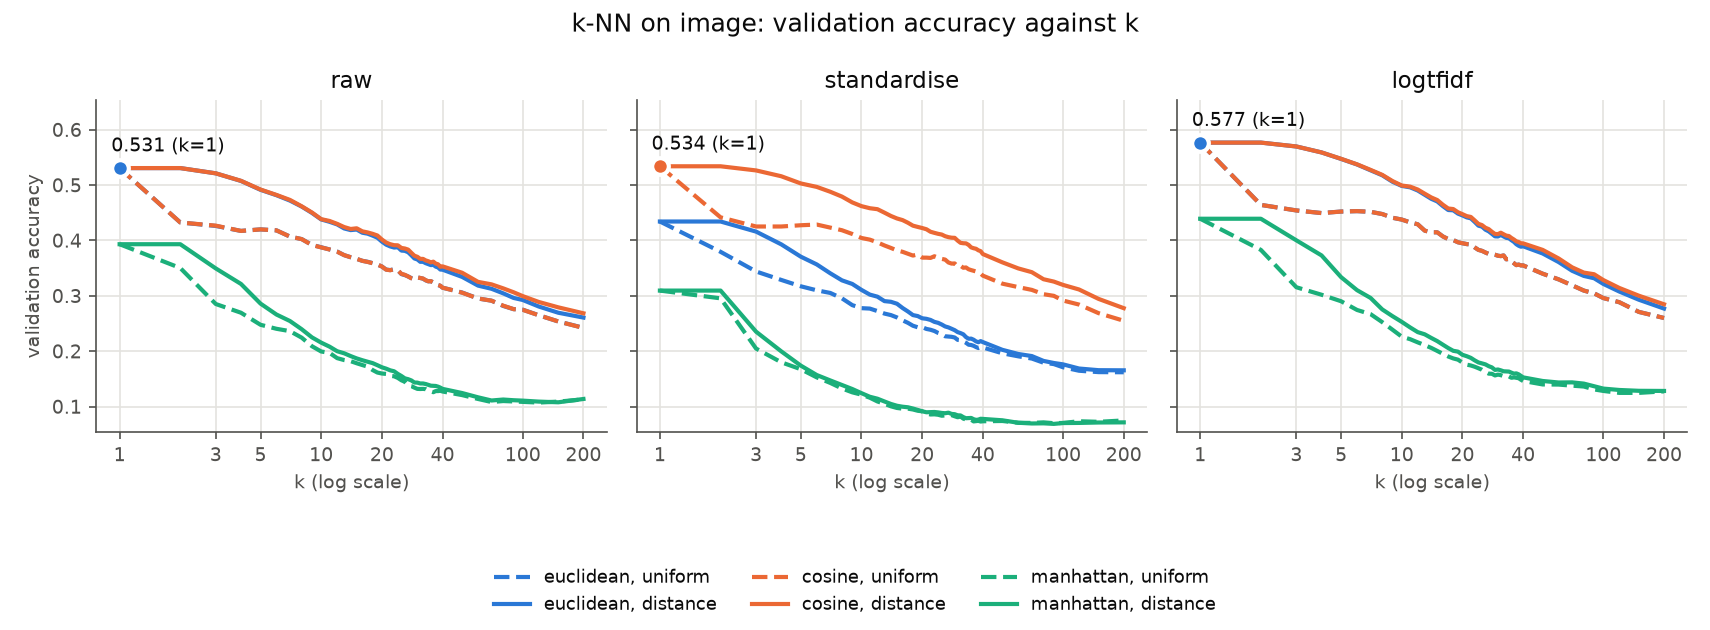 k-NN on image: validation accuracy against k
raw
standardise
logtfidf
validation accuracy
0.6
0.5
0.4
0.3
0.2
0.1
0.531 (k=1)
0.534 (k=1)
0.577 (k=1)
1 3 5 10 20 40 100 200
1 3 5 10 20 40 100 200
1 3 5 10 20 40 100 200
k (log scale)
k (log scale)
k (log scale)
euclidean, uniform
cosine, uniform
manhattan, uniform
euclidean, distance
cosine, distance
manhattan, distance